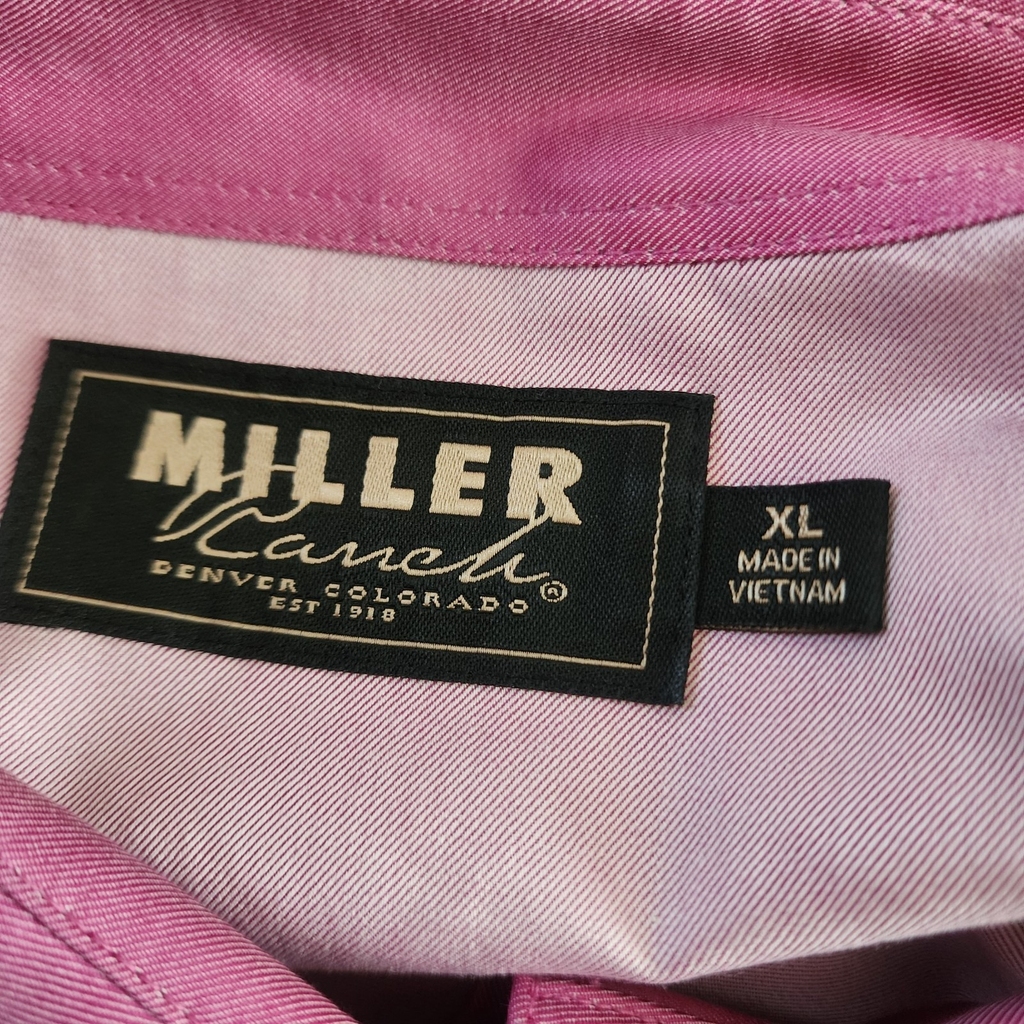 MILLER
Ranch®
DENVER COLORADO
EST 1918
XL
MADE IN
VIETNAM